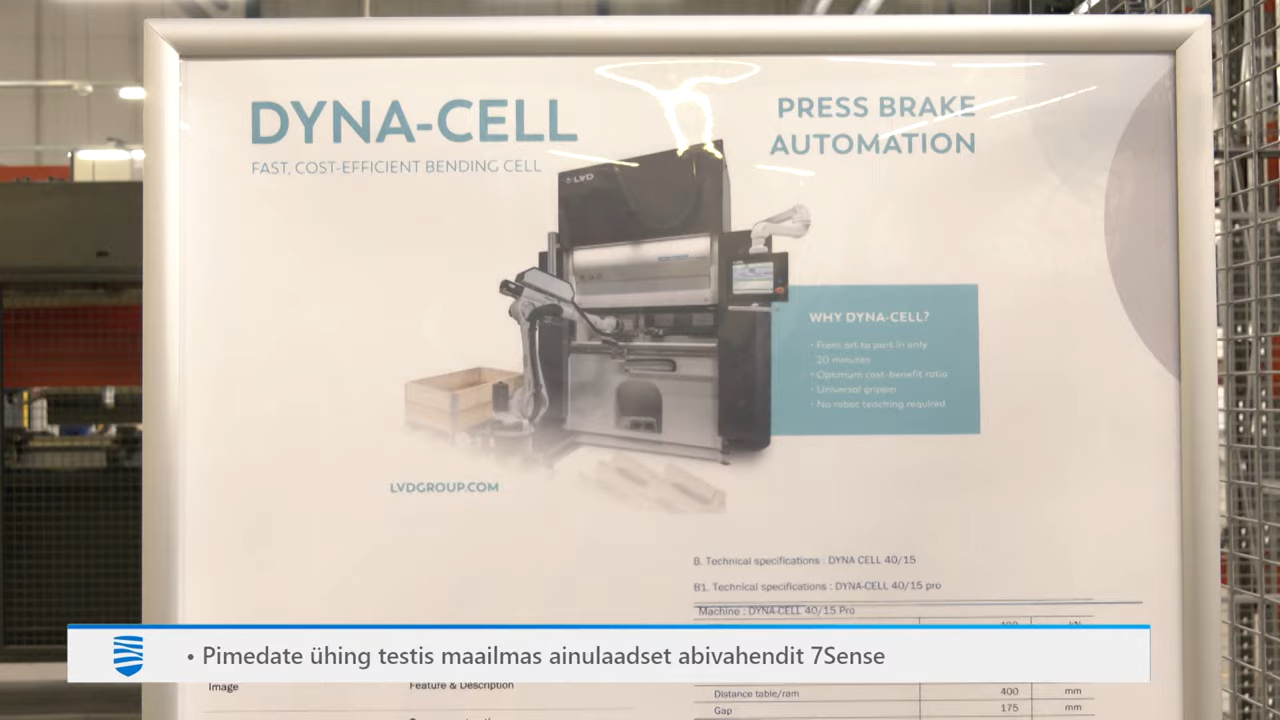 DYNA-CELL
FAST, COST-EFFICIENT BENDING CELL
PRESS BRAKE
AUTOMATION
LVD
WHY DYNA-CELL?
• From art to part in only
20 minutes
• Optimum cost-benefit ratio
• Universal gripper
• No robot teaching required
LVDGROUP.COM
B. Technical specifications : DYNA CELL 40/15
B1. Technical specifications : DYNA-CELL 40/15 pro
Machine : DYNA-CELL 40/15 Pro
• Pimedate ühing testis maailmas ainulaadset abivahendit 7Sense
Image
Feature & Description
Distance table/ram 400 mm
Gap 175 mm